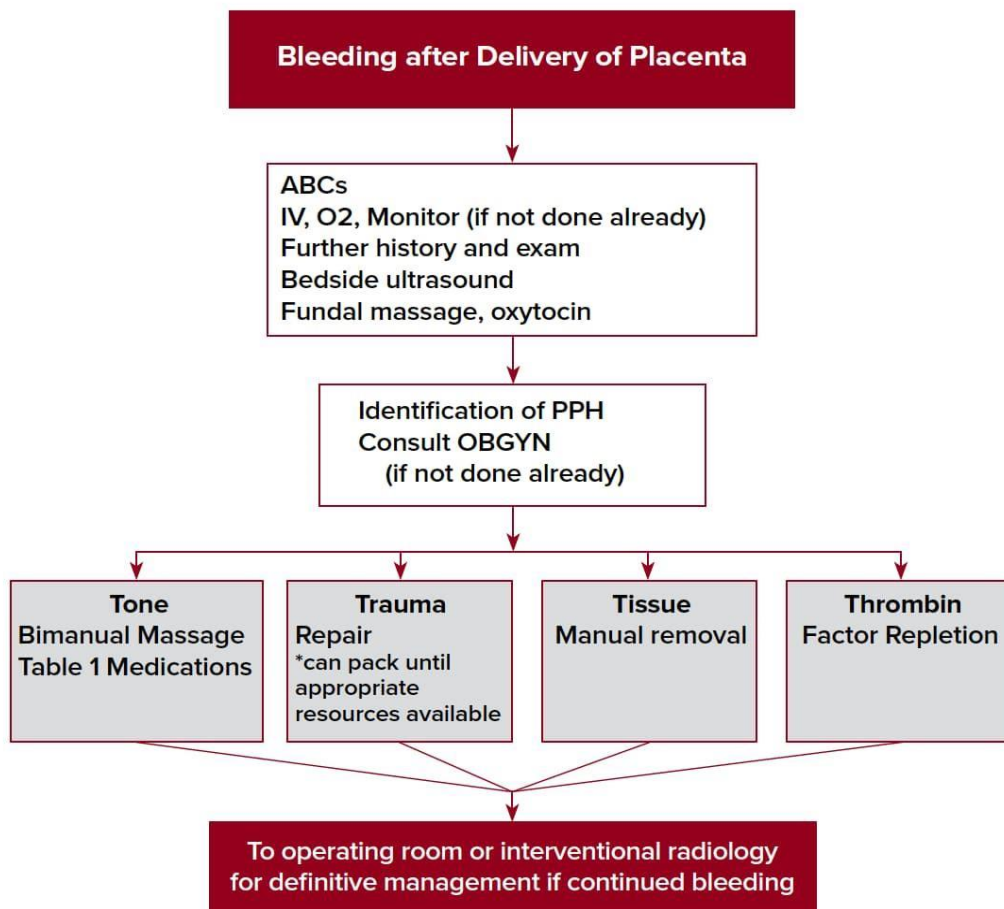 Bleeding after Delivery of Placenta
ABCs
IV, O2, Monitor (if not done already)
Further history and exam
Bedside ultrasound
Fundal massage, oxytocin
Identification of PPH
Consult OBGYN
(if not done already)
Tone
Bimanual Massage
Table 1 Medications
Trauma
Repair
*can pack until
appropriate
resources available
Tissue
Manual removal
Thrombin
Factor Repletion
To operating room or interventional radiology
for definitive management if continued bleeding